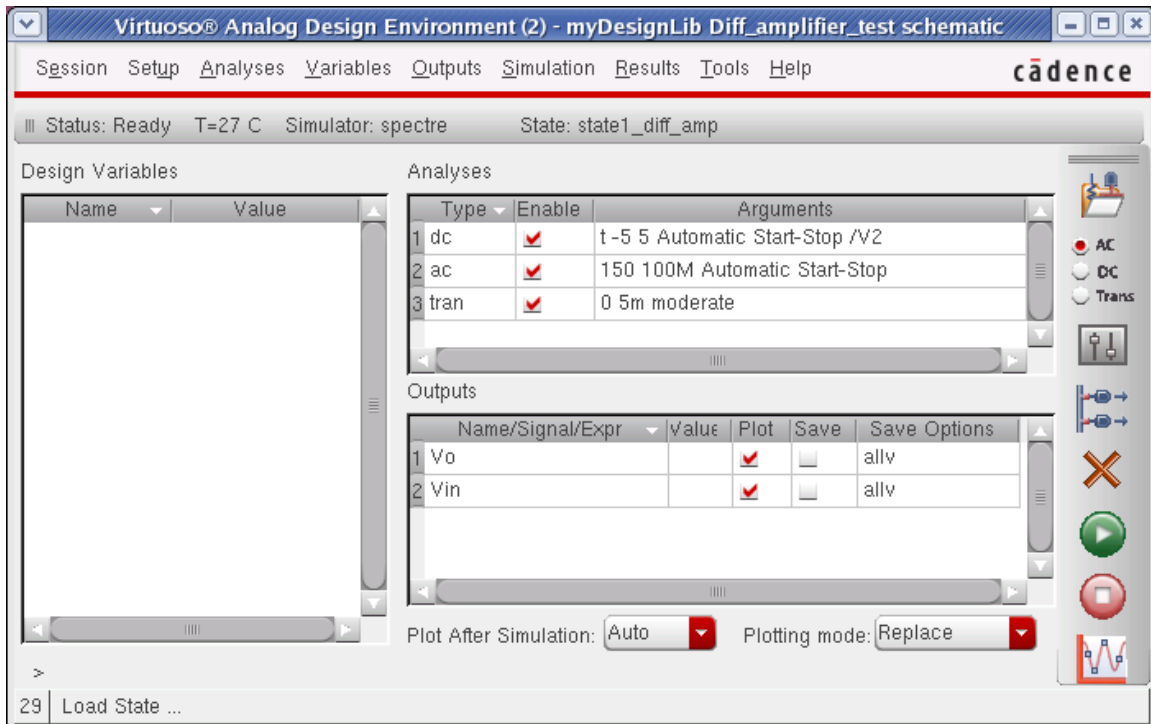 Virtuoso® Analog Design Environment (2) - myDesignLib Diff_amplifier_test schematic
Session Setup Analyses Variables Outputs Simulation Results Tools Help cādence
Status: Ready T=27 C Simulator: spectre State: state1_diff_amp
Design Variables
Name Value
Analyses
Type Enable Arguments
1 dc t -5 5 Automatic Start-Stop /V2
2 ac 150 100M Automatic Start-Stop
3 tran 0 5m moderate
Outputs
Name/Signal/Expr Value Plot Save Save Options
1 Vo allv
2 Vin allv
Plot After Simulation: Auto Plotting mode: Replace
AC
DC
Trans
>
29 Load State ...